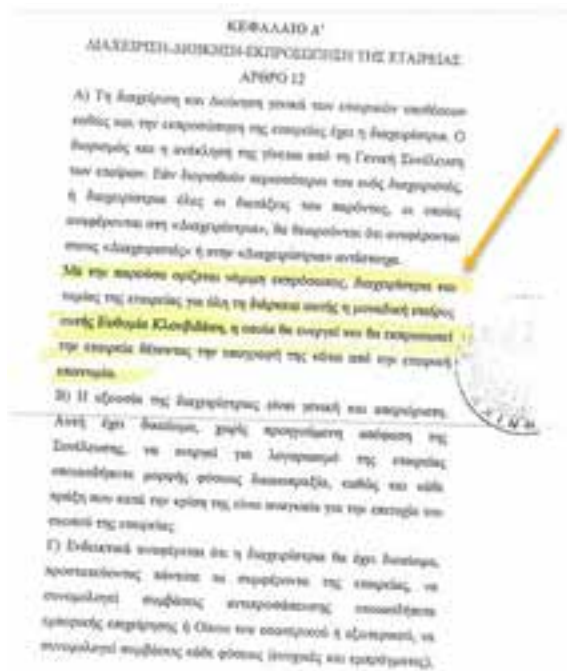 ΚΕΦΑΛΑΙΟ Δ'
ΔΙΑΧΕΙΡΙΣΗ-ΔΙΟΙΚΗΣΗ-ΕΚΠΡΟΣΩΠΗΣΗ ΤΗΣ ΕΤΑΙΡΕΙΑΣ
ΑΡΘΡΟ 12
Α) Τη διαχείριση και διοίκηση γενικά των εταιρικών υποθέσεων
καθώς και την εκπροσώπηση της εταιρείας έχει η διαχειρίστρια. Ο
διορισμός και η ανάκληση της γίνεται από τη Γενική Συνέλευση
των εταίρων. Εάν διορισθούν περισσότεροι του ενός διαχειριστές,
ή διαχειρίστρια όλες οι διατάξεις του παρόντος, οι οποίες
αναφέρονται στη «διαχειρίστρια», θα θεωρούνται ότι αναφέρονται
στους «διαχειριστές» ή στην «διαχειρίστρια» αντίστοιχα.
Με την παρούσα ορίζεται νόμιμη εκπρόσωπος, διαχειρίστρια και
ταμίας της εταιρείας για όλη τη διάρκεια αυτής η μοναδική εταίρος
αυτής Ευθυμία, η οποία θα ενεργεί και θα εκπροσωπεί
την εταιρεία θέτοντας την υπογραφή της κάτω από την εταιρική
επωνυμία.
Β) Η εξουσία της διαχειρίστριας είναι γενική και απεριόριστη.
Αυτή έχει δικαίωμα, χωρίς προηγούμενη απόφαση της
Συνέλευσης, να ενεργεί για λογαριασμό της εταιρείας
οποιασδήποτε μορφής φύσεως δικαιοπραξία, καθώς και κάθε
πράξη που κατά την κρίση της είναι αναγκαία για την επιτυχία του
σκοπού της εταιρείας.
Γ) Ενδεικτικά αναφέρεται ότι η διαχειρίστρια θα έχει δικαίωμα,
προστατεύοντας πάντοτε τα συμφέροντα της εταιρείας, να
συνομολογεί συμβάσεις αντιπροσώπευσης οποιασδήποτε
εμπορικής επιχείρησης ή Οίκου του εσωτερικού ή εξωτερικού, να
συνομολογεί συμβάσεις κάθε φύσεως (ενοχικές και εμπράγματες),